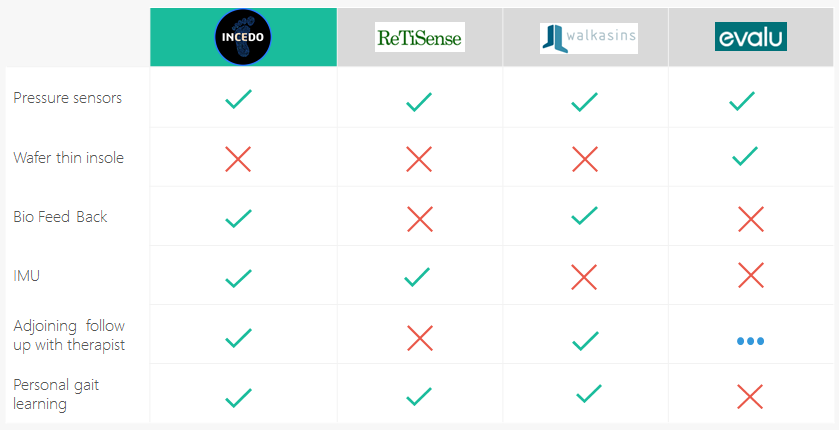 INCEDO
ReTiSense
walkasins
evalu
Pressure sensors
Wafer thin insole
Bio Feed Back
IMU
Adjoining follow
up with therapist
Personal gait
learning